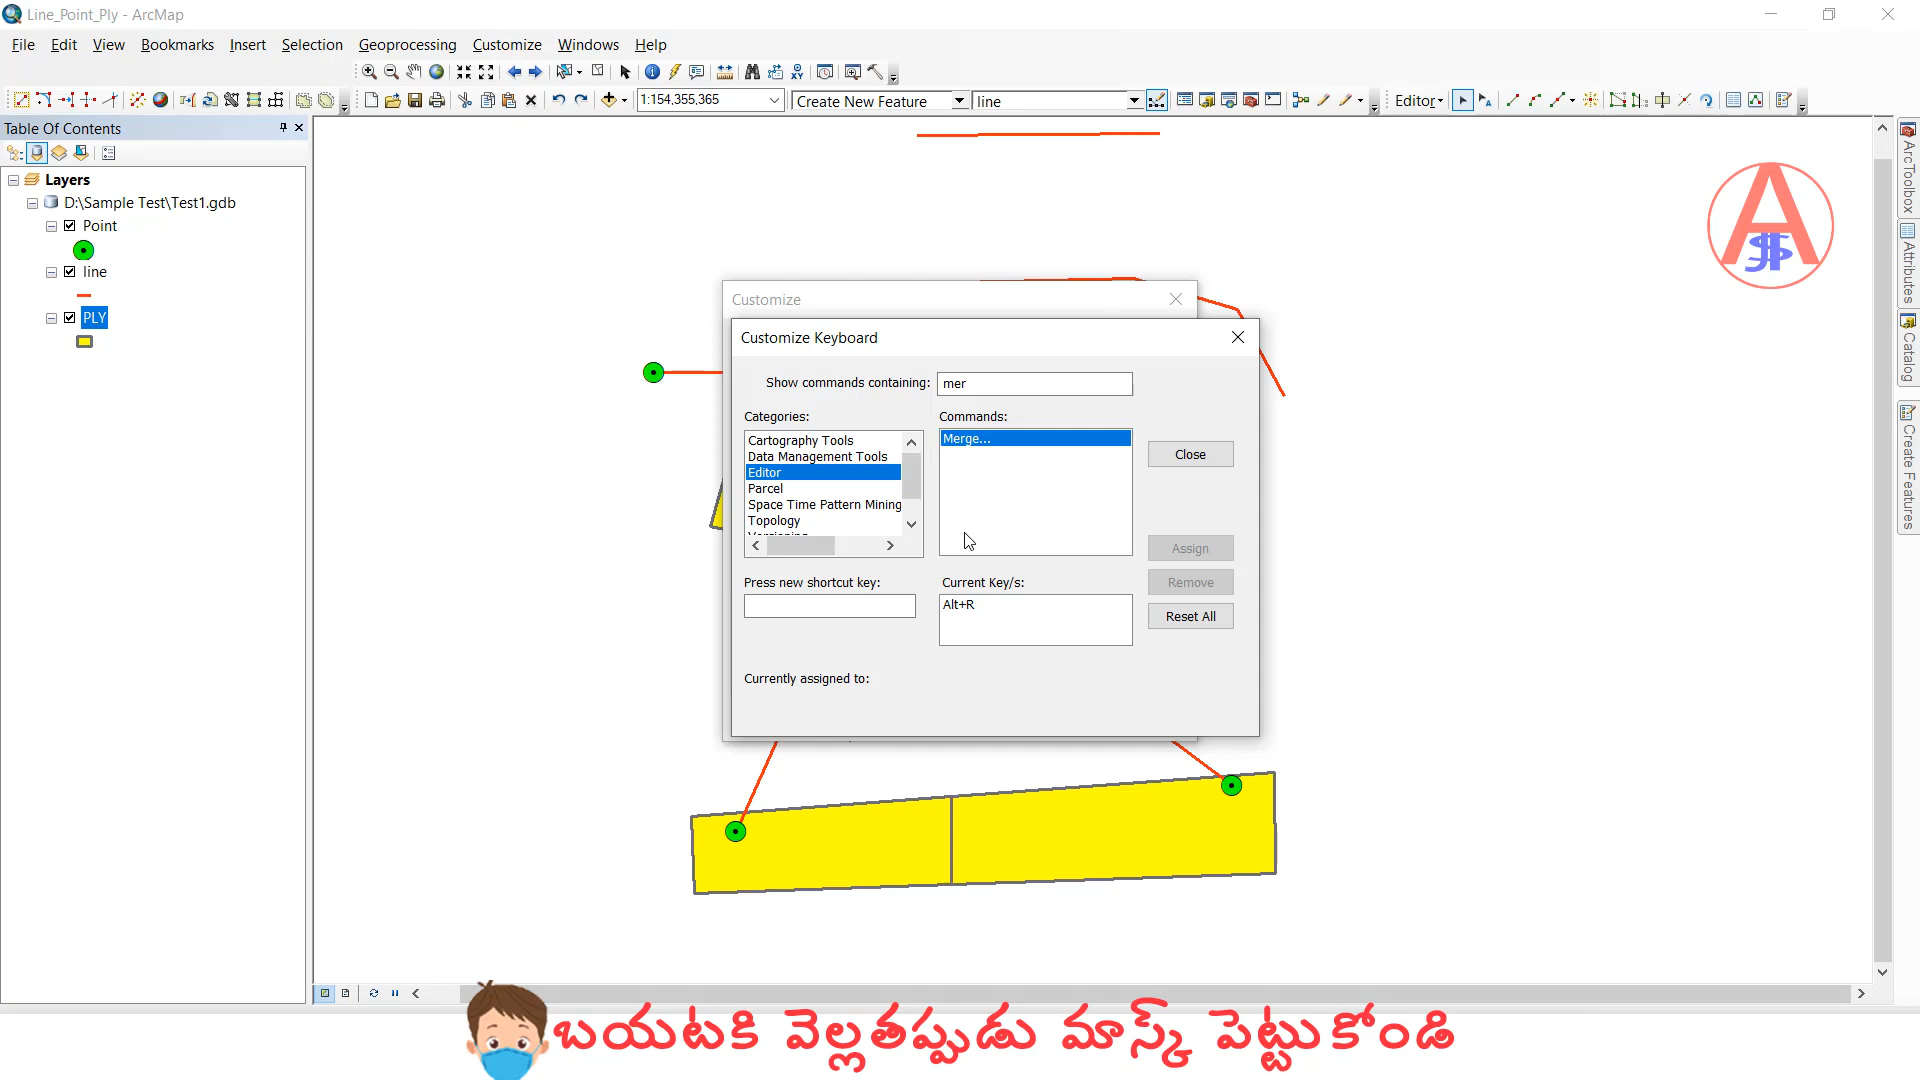 Line_Point_Ply - ArcMap
File Edit View Bookmarks Insert Selection Geoprocessing Customize Windows Help
1:154,355,365 Create New Feature line Editor
Table Of Contents
Layers
D:\Sample Test\Test1.gdb
Point
line
PLY
Customize
Customize Keyboard
Show commands containing: mer
Categories: Commands:
Cartography Tools
Data Management Tools
Editor
Parcel
Space Time Pattern Mining
Topology
Merge...
Close
Assign
Remove
Reset All
Press new shortcut key: Current Key/s:
Alt+R
Currently assigned to:
ArcToolbox
Attributes
Catalog
Create Features
బయటకి వెల్లతప్పుడు మాస్క్ పెట్టుకోండి